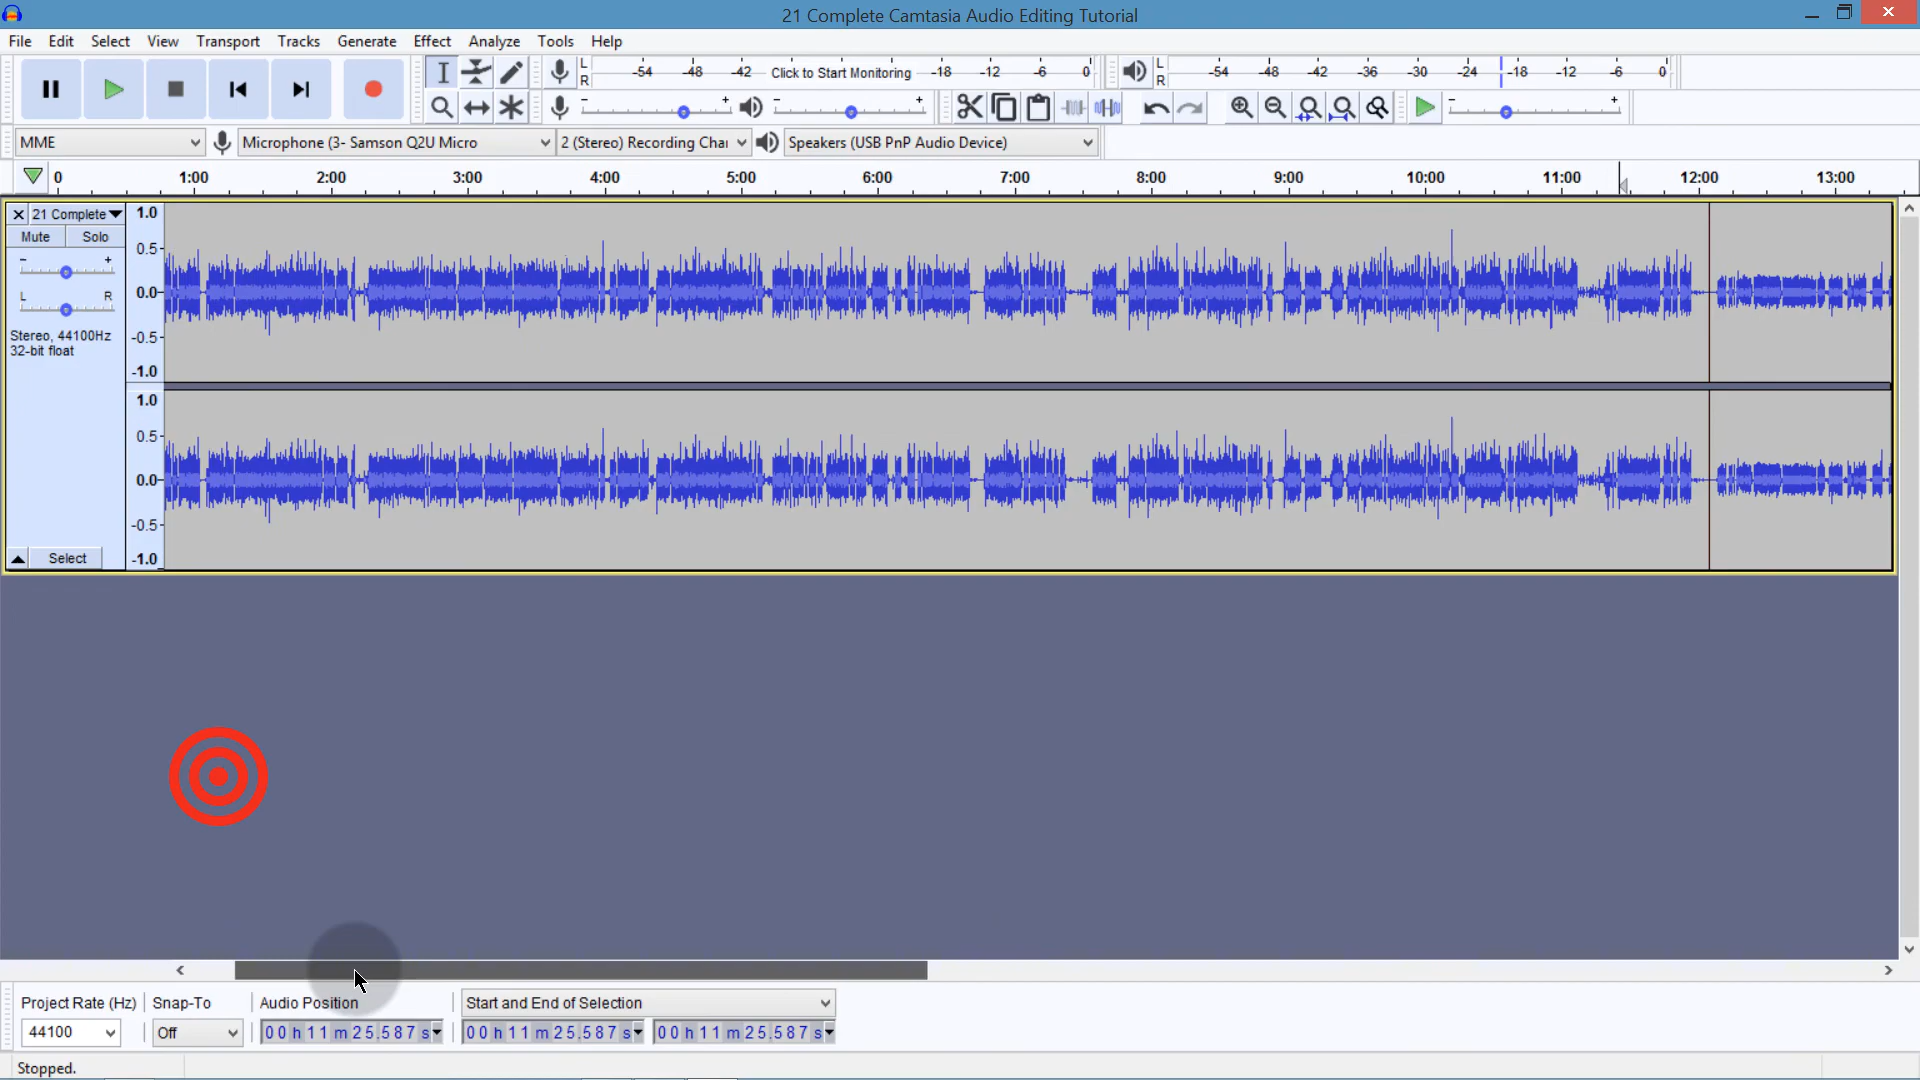 21 Complete Camtasia Audio Editing Tutorial
File Edit Select View Transport Tracks Generate Effect Analyze Tools Help
L R -54 -48 -42 Click to Start Monitoring -18 -12 -6 0 L R -54 -48 -42 -36 -30 -24 -18 -12 -6 0
- + - + - +
MME Microphone (3- Samson Q2U Micro 2 (Stereo) Recording Chai Speakers (USB PnP Audio Device)
0 1:00 2:00 3:00 4:00 5:00 6:00 7:00 8:00 9:00 10:00 11:00 12:00 13:00
21 Complete 1.0
Mute Solo
- + 0.5
L R 0.0
Stereo, 44100Hz -0.5
32-bit float
-1.0
1.0
0.5
0.0
-0.5
Select -1.0
Project Rate (Hz) Snap-To Audio Position Start and End of Selection
44100 Off 00h11m25.587s 00h11m25.587s 00h11m25.587s
Stopped.